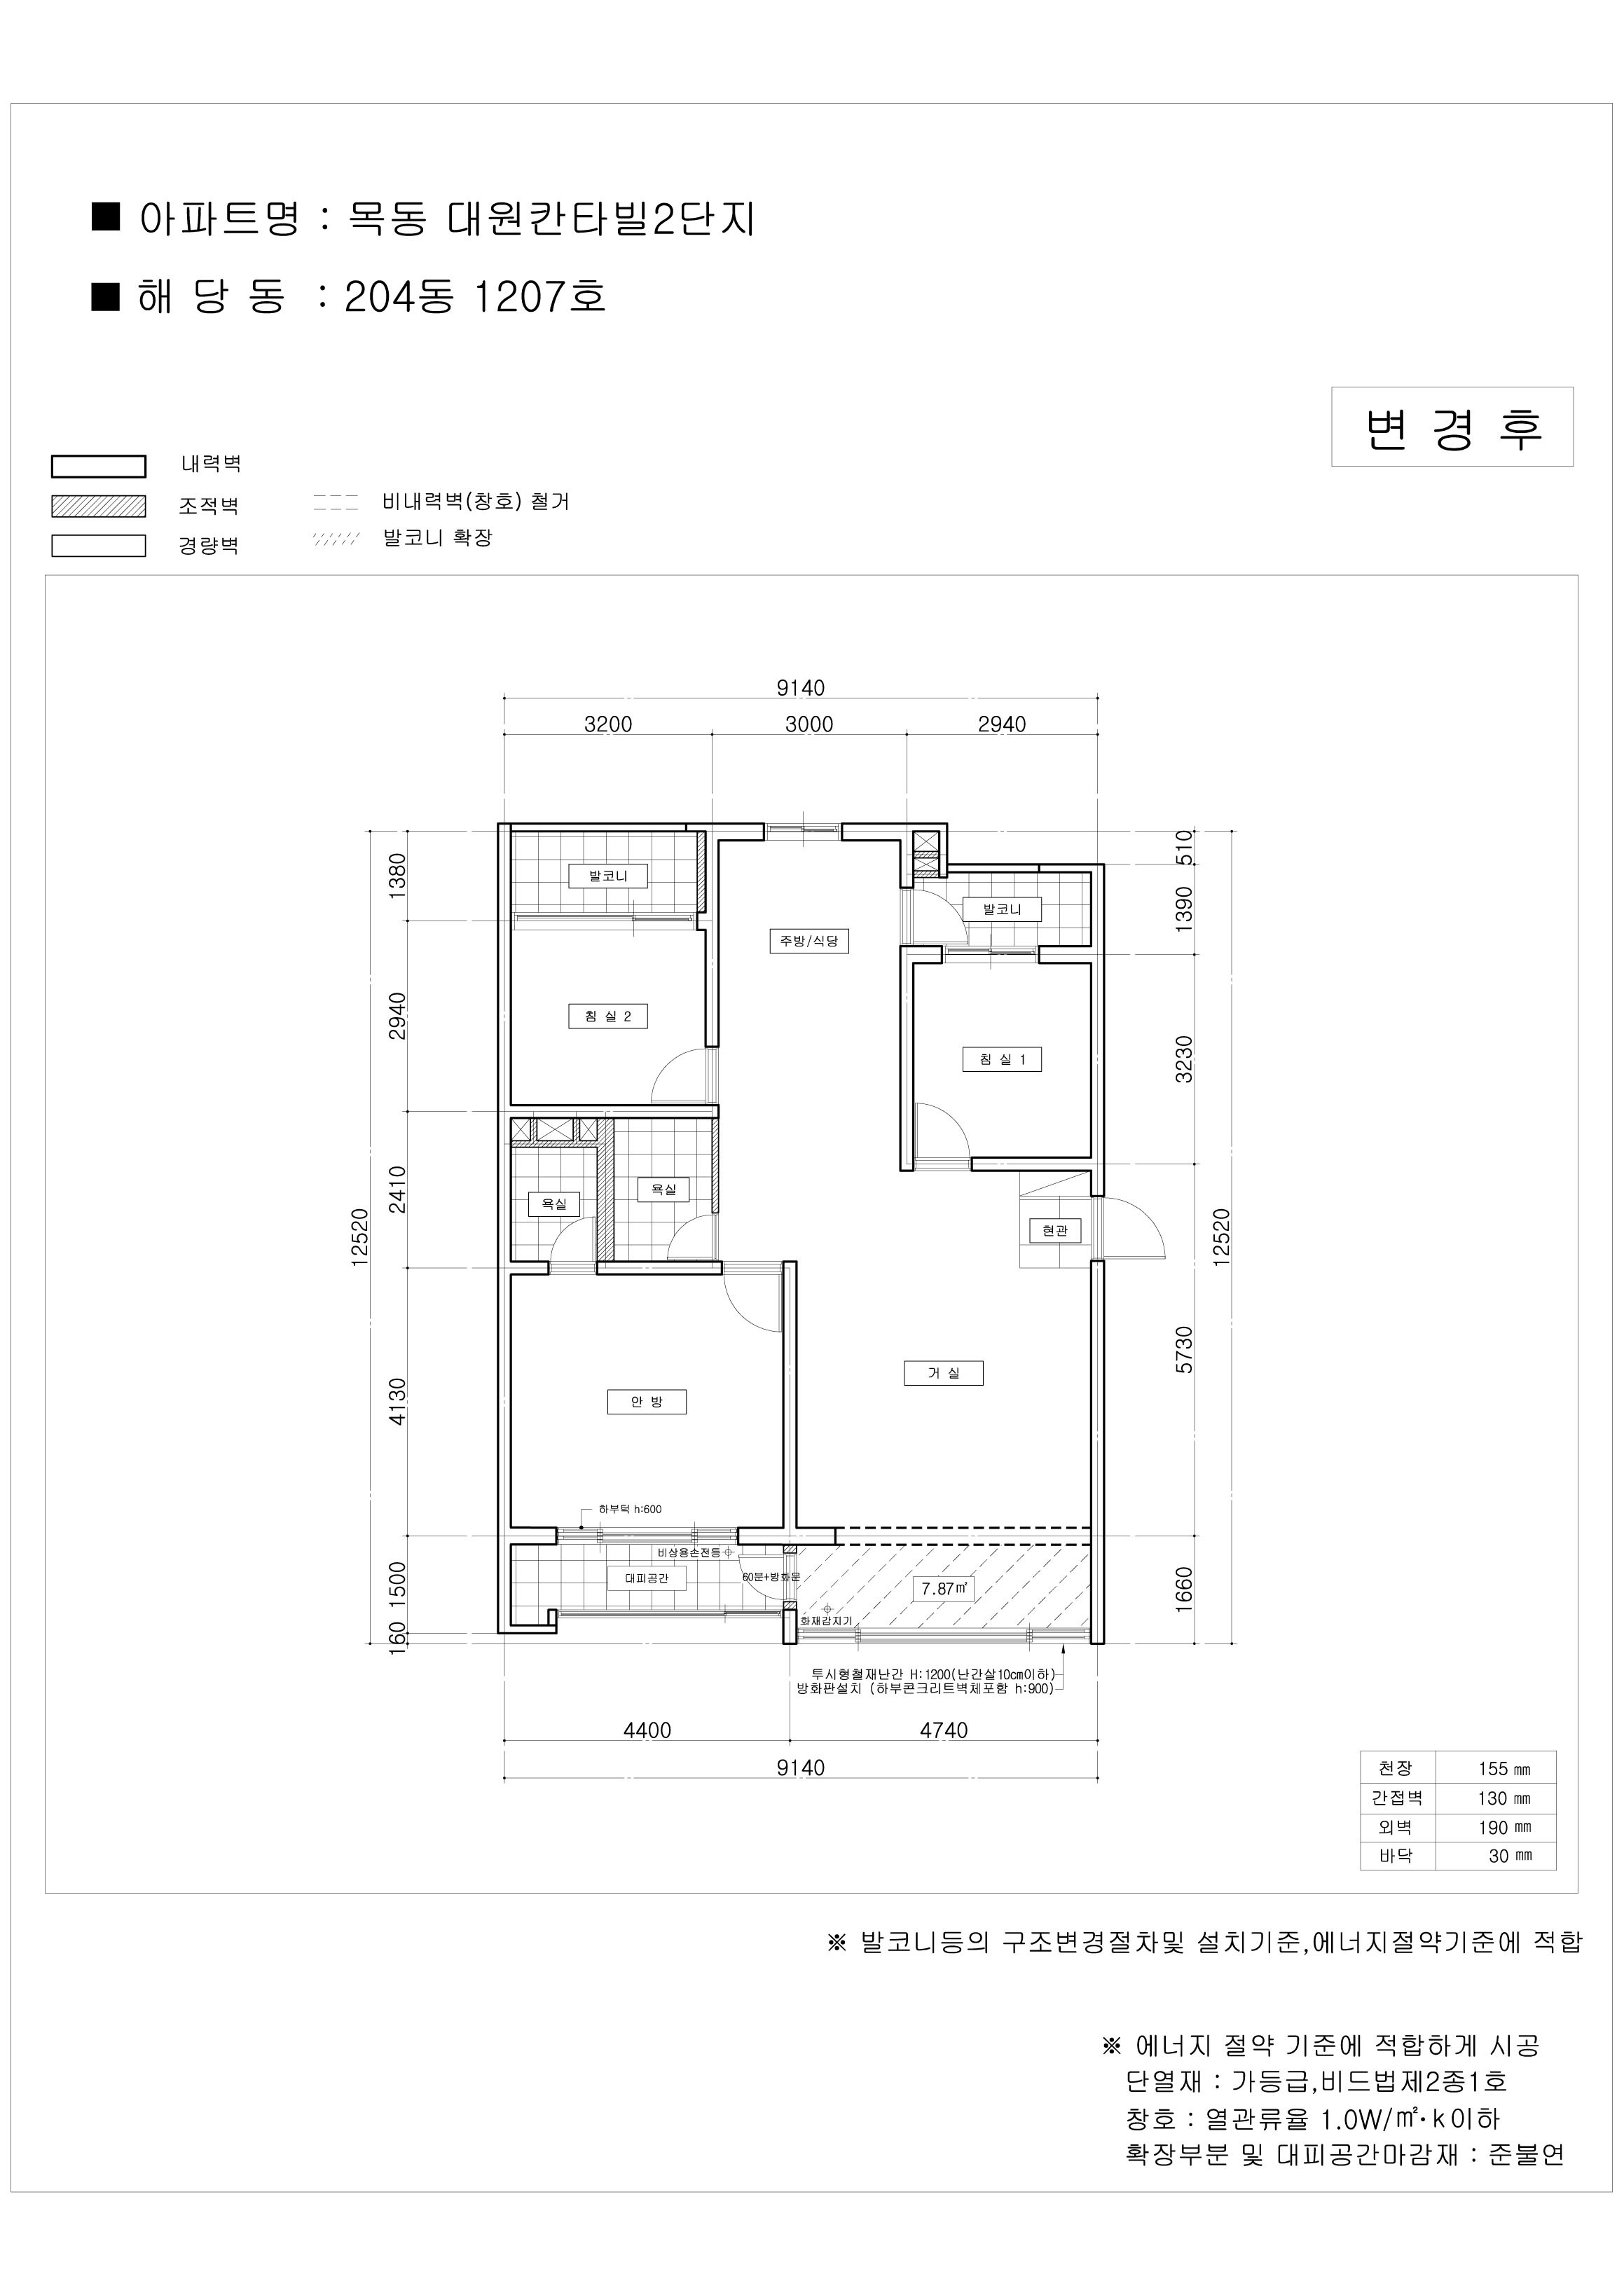 ■ 아파트명 : 목동 대원칸타빌2단지
■ 해 당 동 : 204동 1207호
변 경 후
내력벽
조적벽
경량벽
비내력벽(창호) 철거
발코니 확장
9140
3200
3000
2940
510
1380
1390
발코니
발코니
주방/식당
2940
침 실 2
침 실 1
3230
2410
욕실
욕실
현관
12520
12520
5730
거 실
4130
안 방
하부턱 h:600
비상용손전등
대피공간
60분+방화문
7.87㎡
화재감지기
1500
1660
160
투시형철재난간 H:1200(난간살10cm이하)
방화판설치 (하부콘크리트벽체포함 h:900)
4400
4740
9140
천장 155 ㎜
간접벽 130 ㎜
외벽 190 ㎜
바닥 30 ㎜
※ 발코니등의 구조변경절차및 설치기준,에너지절약기준에 적합
※ 에너지 절약 기준에 적합하게 시공
단열재 : 가등급,비드법제2종1호
창호 : 열관류율 1.0W/㎡·k이하
확장부분 및 대피공간마감재 : 준불연